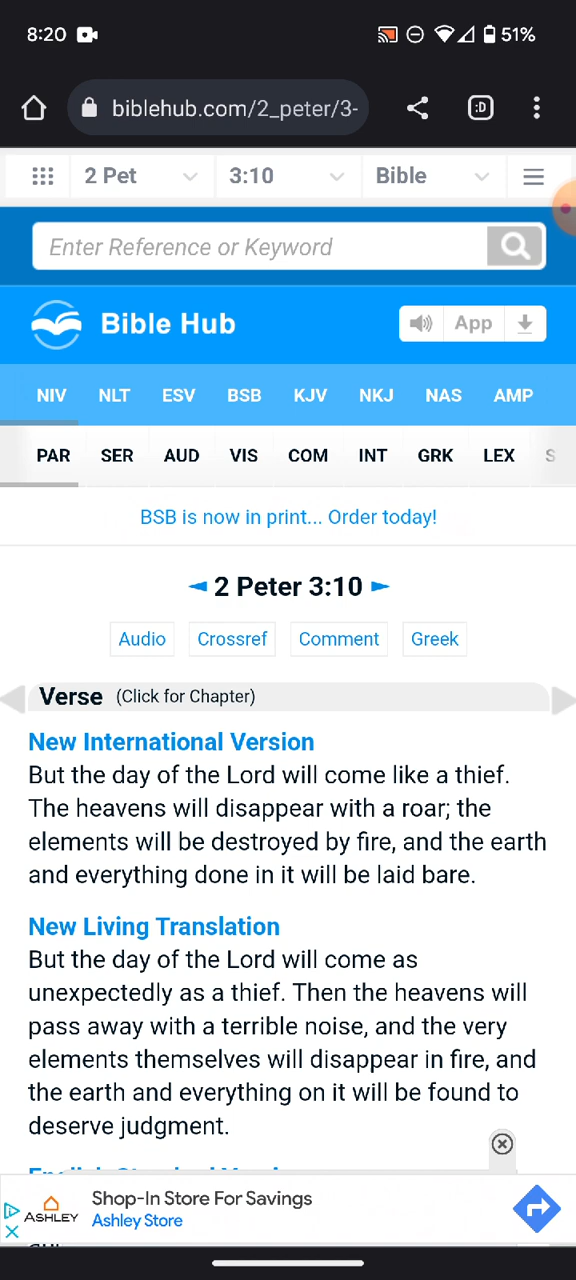 8:20
51%
biblehub.com/2_peter/3-
:D
2 Pet
3:10
Bible
Enter Reference or Keyword
Bible Hub
App
NIV NLT ESV BSB KJV NKJ NAS AMP
PAR SER AUD VIS COM INT GRK LEX S
BSB is now in print... Order today!
2 Peter 3:10
Audio Crossref Comment Greek
Verse (Click for Chapter)
New International Version
But the day of the Lord will come like a thief.
The heavens will disappear with a roar; the
elements will be destroyed by fire, and the earth
and everything done in it will be laid bare.
New Living Translation
But the day of the Lord will come as
unexpectedly as a thief. Then the heavens will
pass away with a terrible noise, and the very
elements themselves will disappear in fire, and
the earth and everything on it will be found to
deserve judgment.
ASHLEY
Shop-In Store For Savings
Ashley Store